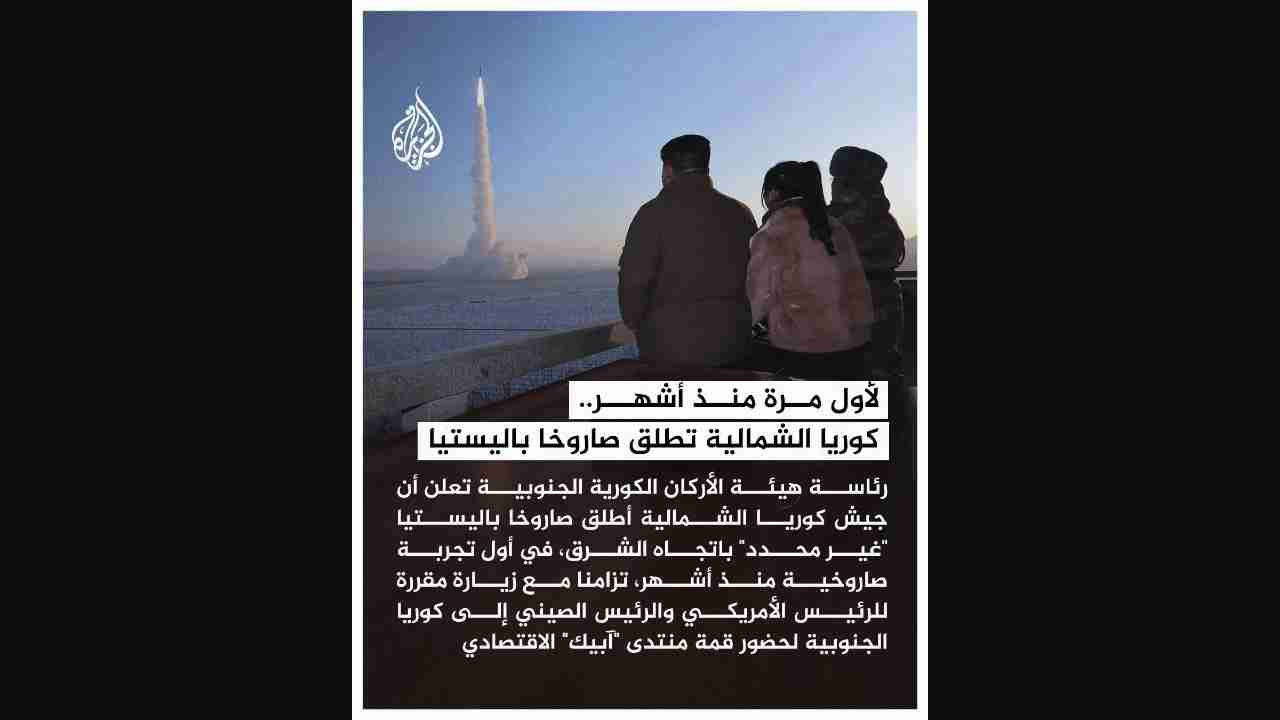 الجزيرة
لأول مرة منذ أشهر..
كوريا الشمالية تطلق صاروخا باليستيا
رئاسة هيئة الأركان الكورية الجنوبية تعلن أن
جيش كوريا الشمالية أطلق صاروخا باليستيا
"غير محدد" باتجاه الشرق، في أول تجربة
صاروخية منذ أشهر، تزامنا مع زيارة مقررة
للرئيس الأمريكي والرئيس الصيني إلى كوريا
الجنوبية لحضور قمة منتدى "آبيك" الاقتصادي